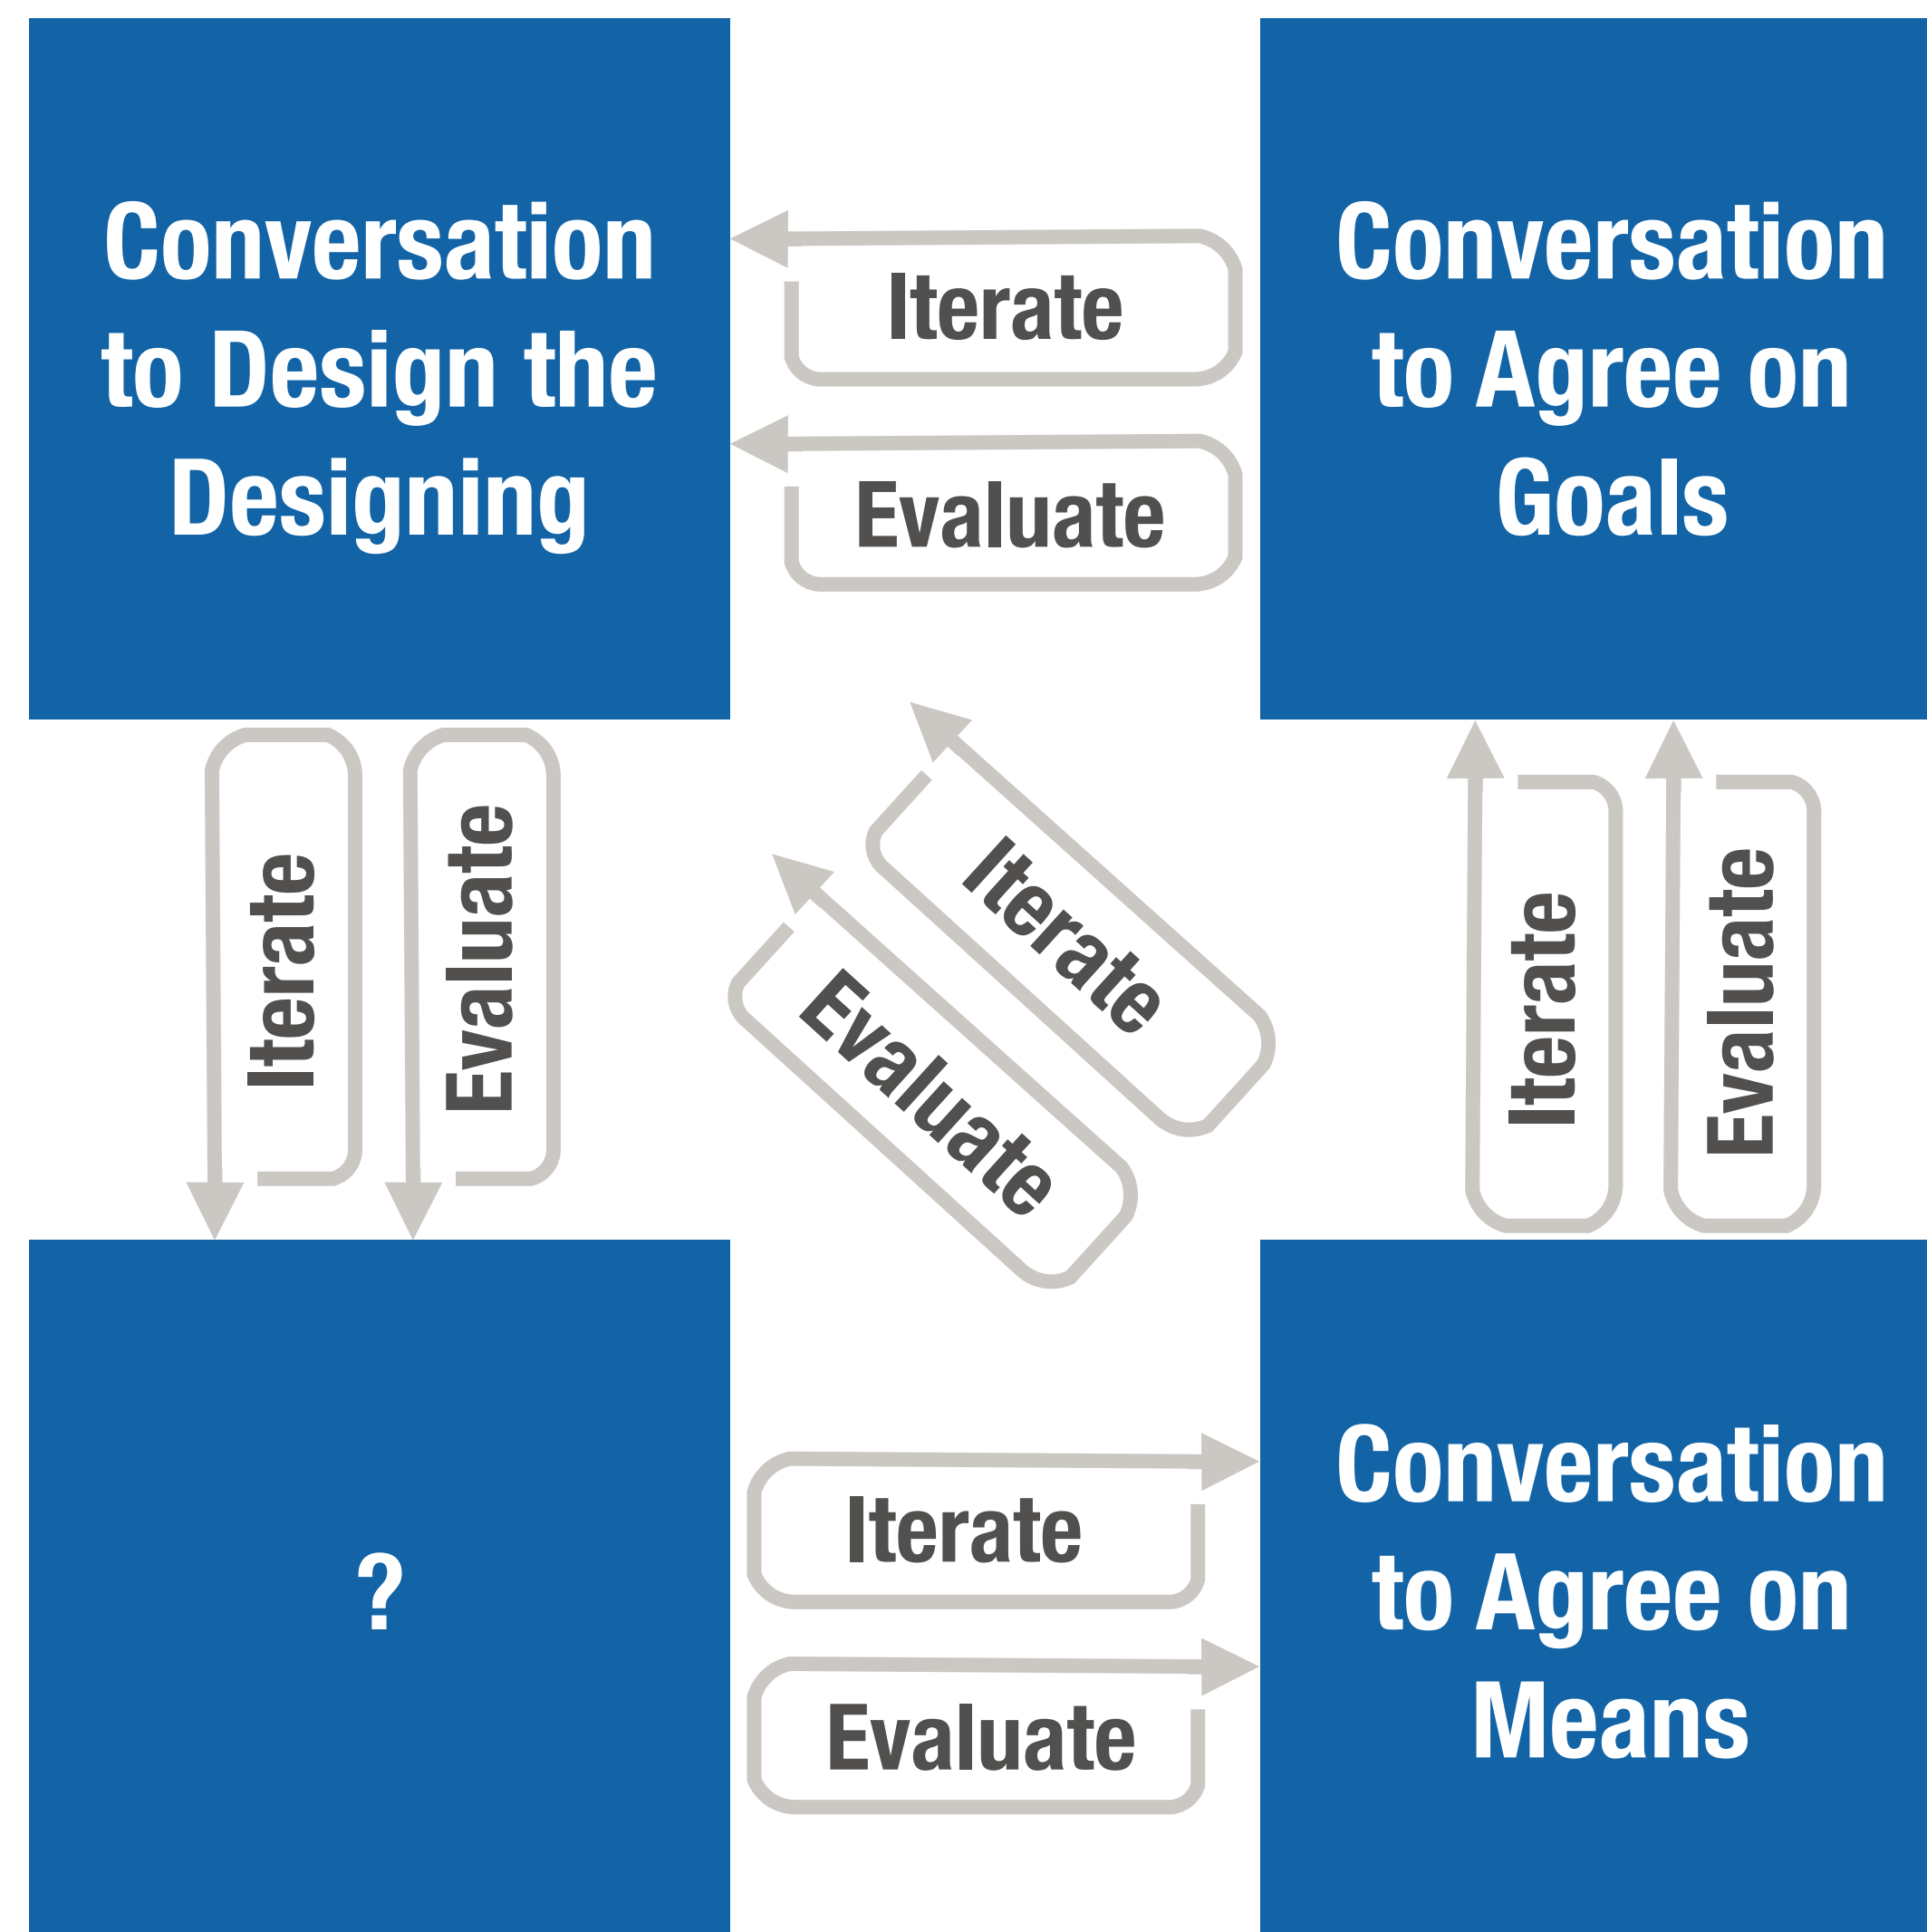 Conversation
to Design the
Designing
Iterate
Evaluate
Conversation
to Agree on
Goals
Iterate
Evaluate
Iterate
Evaluate
Iterate
Evaluate
?
Iterate
Evaluate
Conversation
to Agree on
Means